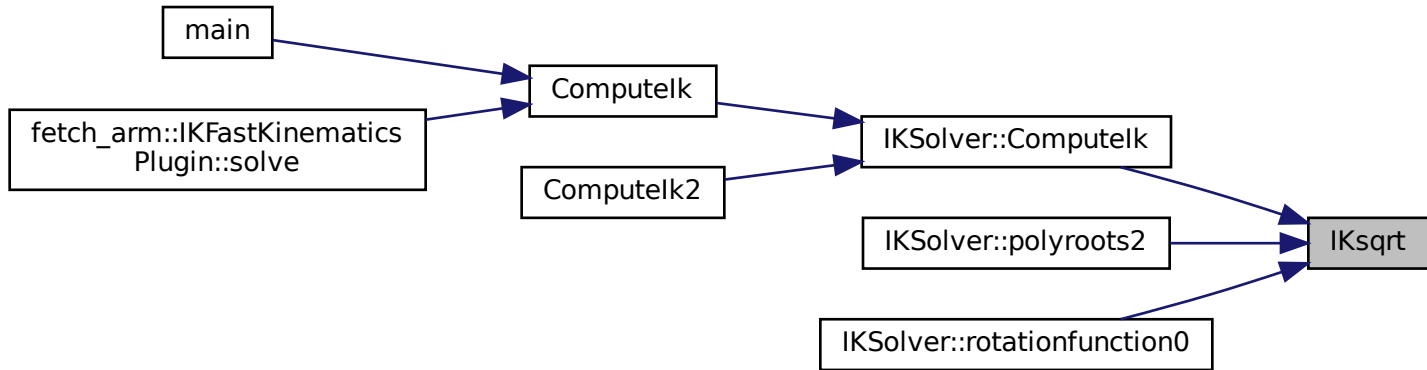 main
fetch_arm::IKFastKinematics
Plugin::solve
ComputeIk
ComputeIk2
IKSolver::ComputeIk
IKSolver::polyroots2
IKSolver::rotationfunction0
IKsqrt